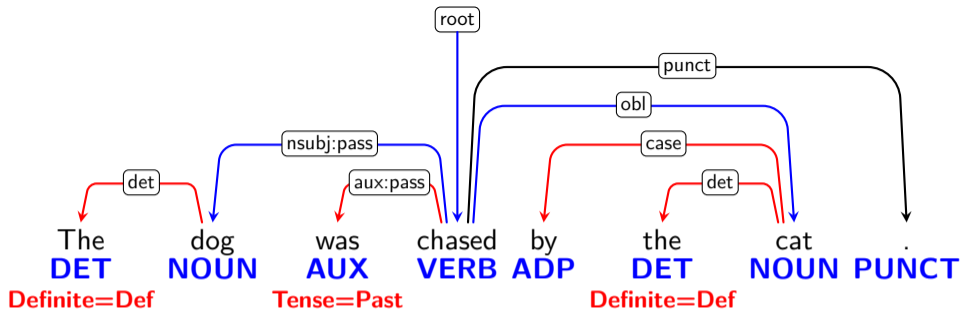 root
punct
obl
nsubj:pass case
det aux:pass det
The dog was chased by the cat .
DET NOUN AUX VERB ADP DET NOUN PUNCT
Definite=Def Tense=Past Definite=Def